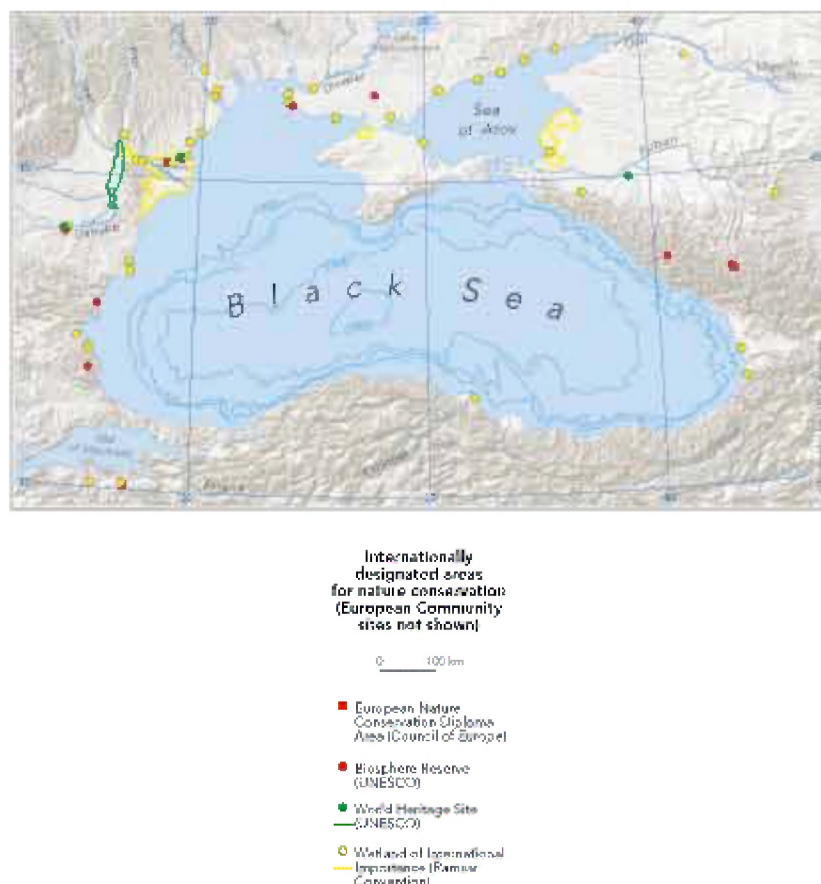 Sea
of Azov
Kuban
Danube
Black Sea
Internationally
designated areas
for nature conservation
(European Community
sites not shown)
0 100 km
European Nature
Conservation Diploma
Area (Council of Europe)
Biosphere Reserve
(UNESCO)
World Heritage Site
(UNESCO)
Wetland of International
Importance (Ramsar
Convention)